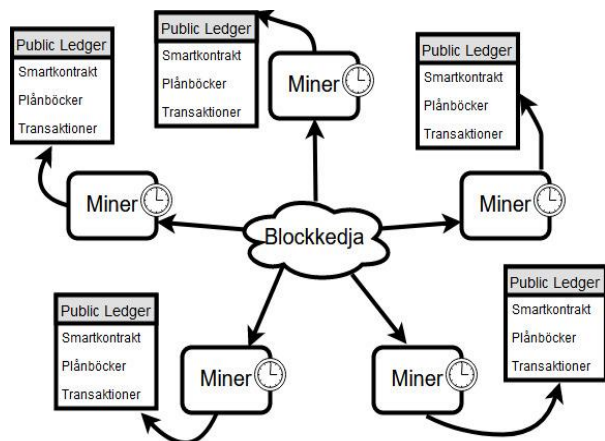 Public Ledger
Smartkontrakt
Plånböcker
Transaktioner
Miner
Public Ledger
Smartkontrakt
Plånböcker
Transaktioner
Miner
Public Ledger
Smartkontrakt
Plånböcker
Transaktioner
Miner
Blockkedja
Public Ledger
Smartkontrakt
Plånböcker
Transaktioner
Miner
Miner
Public Ledger
Smartkontrakt
Plånböcker
Transaktioner